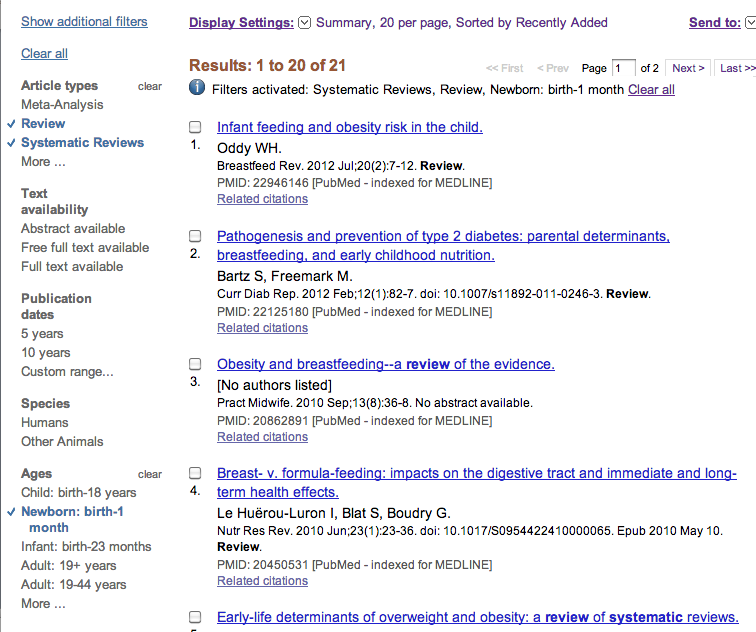 Show additional filters
Clear all
Article types clear
Meta-Analysis
Review
Systematic Reviews
More ...
Text
availability
Abstract available
Free full text available
Full text available
Publication
dates
5 years
10 years
Custom range...
Species
Humans
Other Animals
Ages clear
Child: birth-18 years
Newborn: birth-1
month
Infant: birth-23 months
Adult: 19+ years
Adult: 19-44 years
More ...
Display Settings: Summary, 20 per page, Sorted by Recently Added Send to:
Results: 1 to 20 of 21
<< First < Prev Page 1 of 2 Next > Last >>
Filters activated: Systematic Reviews, Review, Newborn: birth-1 month Clear all
Infant feeding and obesity risk in the child.
1. Oddy WH.
Breastfeed Rev. 2012 Jul;20(2):7-12. Review.
PMID: 22946146 [PubMed - indexed for MEDLINE]
Related citations
Pathogenesis and prevention of type 2 diabetes: parental determinants,
2. breastfeeding, and early childhood nutrition.
Bartz S, Freemark M.
Curr Diab Rep. 2012 Feb;12(1):82-7. doi: 10.1007/s11892-011-0246-3. Review.
PMID: 22125180 [PubMed - indexed for MEDLINE]
Related citations
Obesity and breastfeeding--a review of the evidence.
3. [No authors listed]
Pract Midwife. 2010 Sep;13(8):36-8. No abstract available.
PMID: 20862891 [PubMed - indexed for MEDLINE]
Related citations
Breast- v. formula-feeding: impacts on the digestive tract and immediate and long-
4. term health effects.
Le Huërou-Luron I, Blat S, Boudry G.
Nutr Res Rev. 2010 Jun;23(1):23-36. doi: 10.1017/S0954422410000065. Epub 2010 May 10.
Review.
PMID: 20450531 [PubMed - indexed for MEDLINE]
Related citations
Early-life determinants of overweight and obesity: a review of systematic reviews.